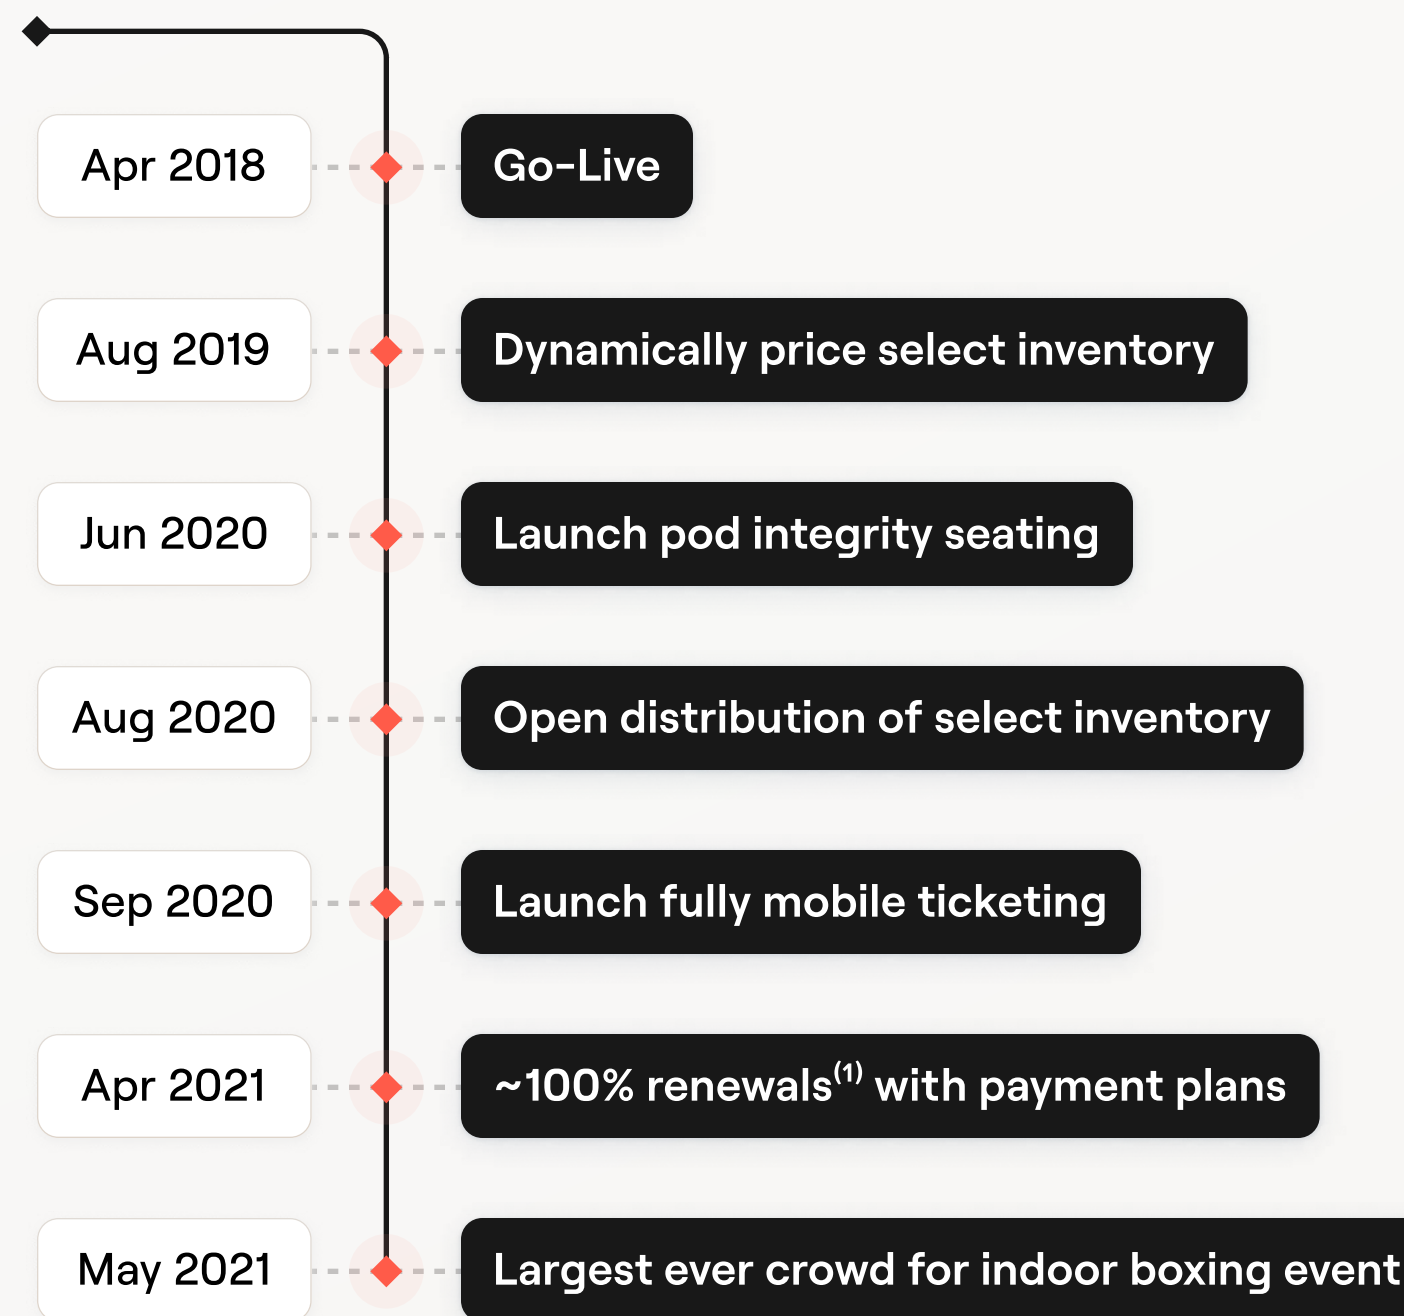 Apr 2018 Go-Live
Aug 2019 Dynamically price select inventory
Jun 2020 Launch pod integrity seating
Aug 2020 Open distribution of select inventory
Sep 2020 Launch fully mobile ticketing
Apr 2021 ~100% renewals⁽¹⁾ with payment plans
May 2021 Largest ever crowd for indoor boxing event